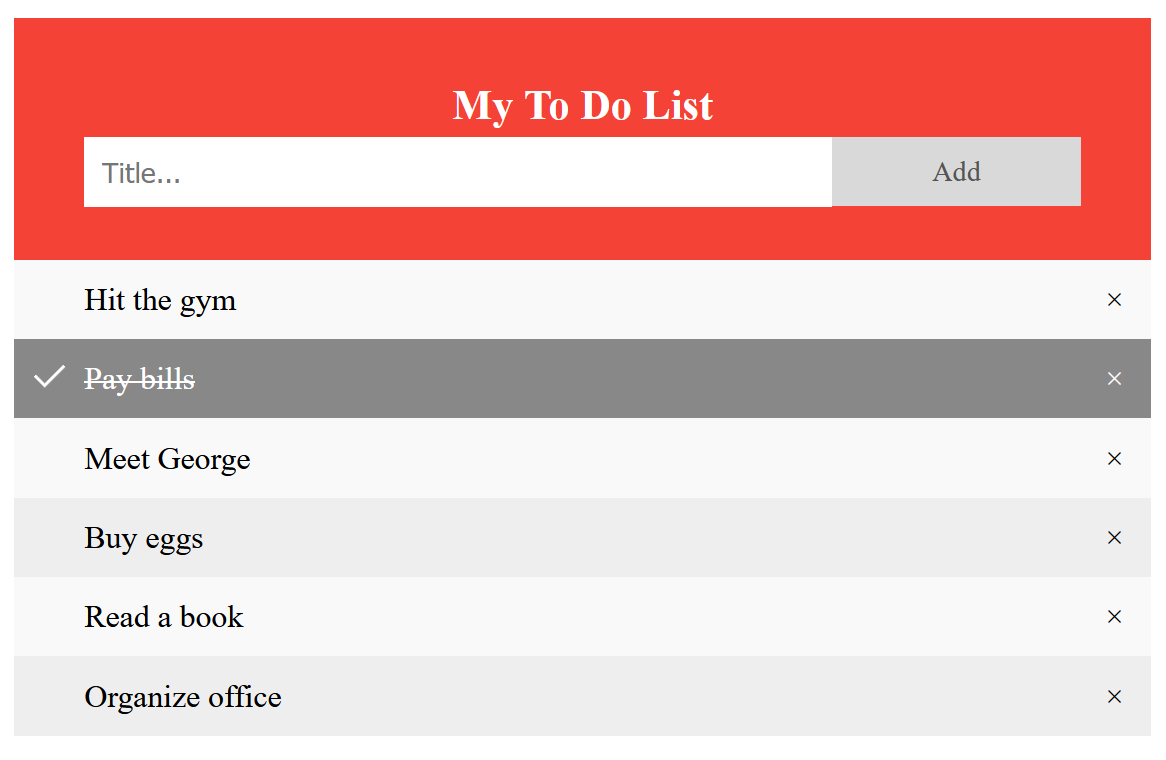 My To Do List
Title...
Add
Hit the gym ×
Pay bills ×
Meet George ×
Buy eggs ×
Read a book ×
Organize office ×